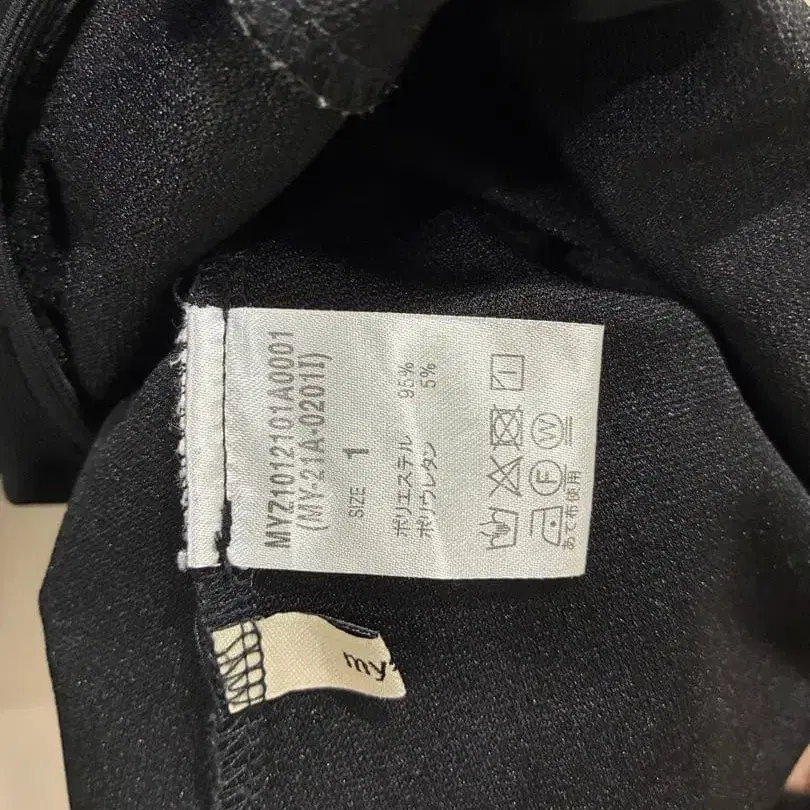 MYZ1012101A0001
(MY-21A-0201I)
SIZE 1
ポリエステル 95%
ポリウレタン 5%
F W
あて布使用
my